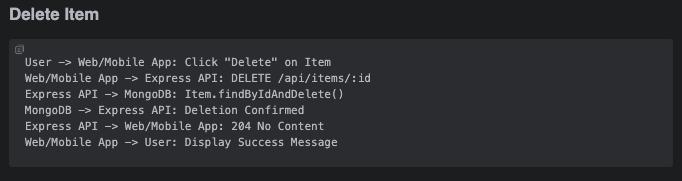 Delete Item
User -> Web/Mobile App: Click "Delete" on Item
Web/Mobile App -> Express API: DELETE /api/items/:id
Express API -> MongoDB: Item.findByIdAndDelete()
MongoDB -> Express API: Deletion Confirmed
Express API -> Web/Mobile App: 204 No Content
Web/Mobile App -> User: Display Success Message